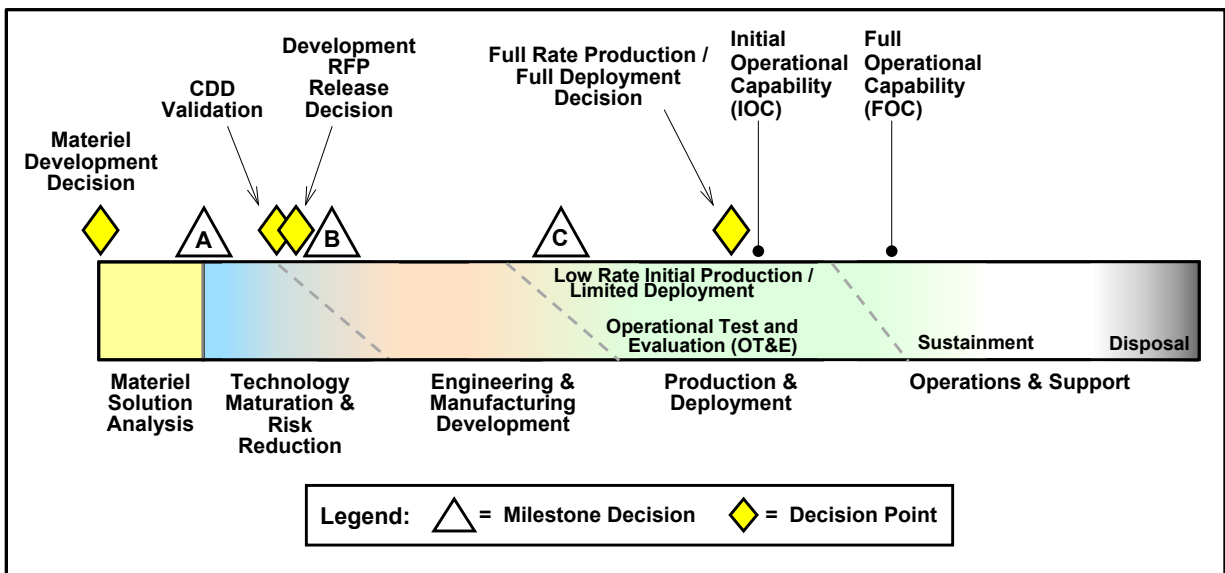 Materiel
Development
Decision
CDD
Validation
Development
RFP
Release
Decision
Full Rate Production /
Full Deployment
Decision
Initial
Operational
Capability
(IOC)
Full
Operational
Capability
(FOC)
A
B
C
Low Rate Initial Production /
Limited Deployment
Operational Test and
Evaluation (OT&E)
Sustainment
Disposal
Materiel
Solution
Analysis
Technology
Maturation &
Risk
Reduction
Engineering &
Manufacturing
Development
Production &
Deployment
Operations & Support
Legend: = Milestone Decision = Decision Point